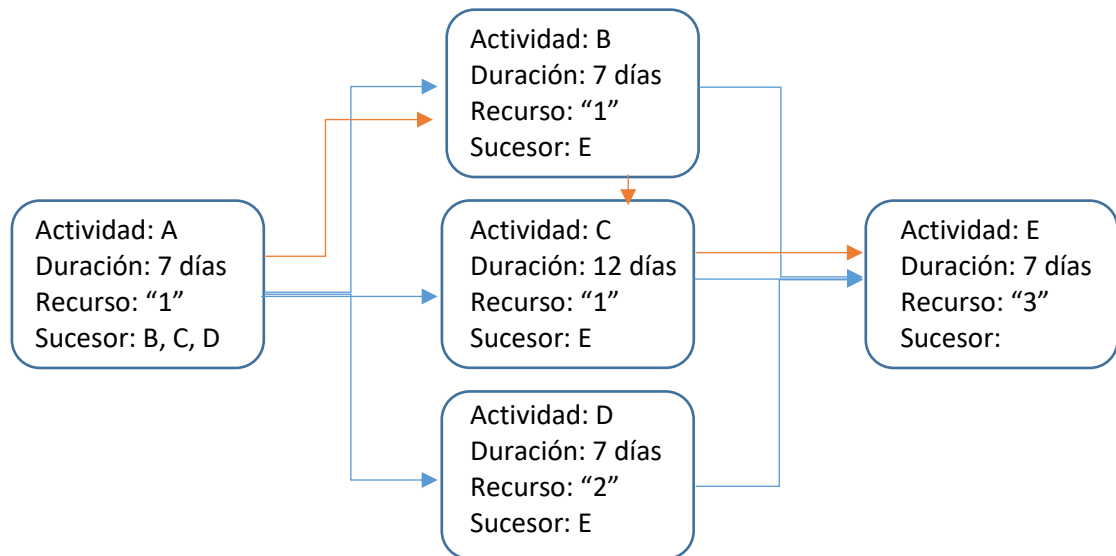 Actividad: A
Duración: 7 días
Recurso: “1”
Sucesor: B, C, D
Actividad: B
Duración: 7 días
Recurso: “1”
Sucesor: E
Actividad: C
Duración: 12 días
Recurso: “1”
Sucesor: E
Actividad: D
Duración: 7 días
Recurso: “2”
Sucesor: E
Actividad: E
Duración: 7 días
Recurso: “3”
Sucesor: